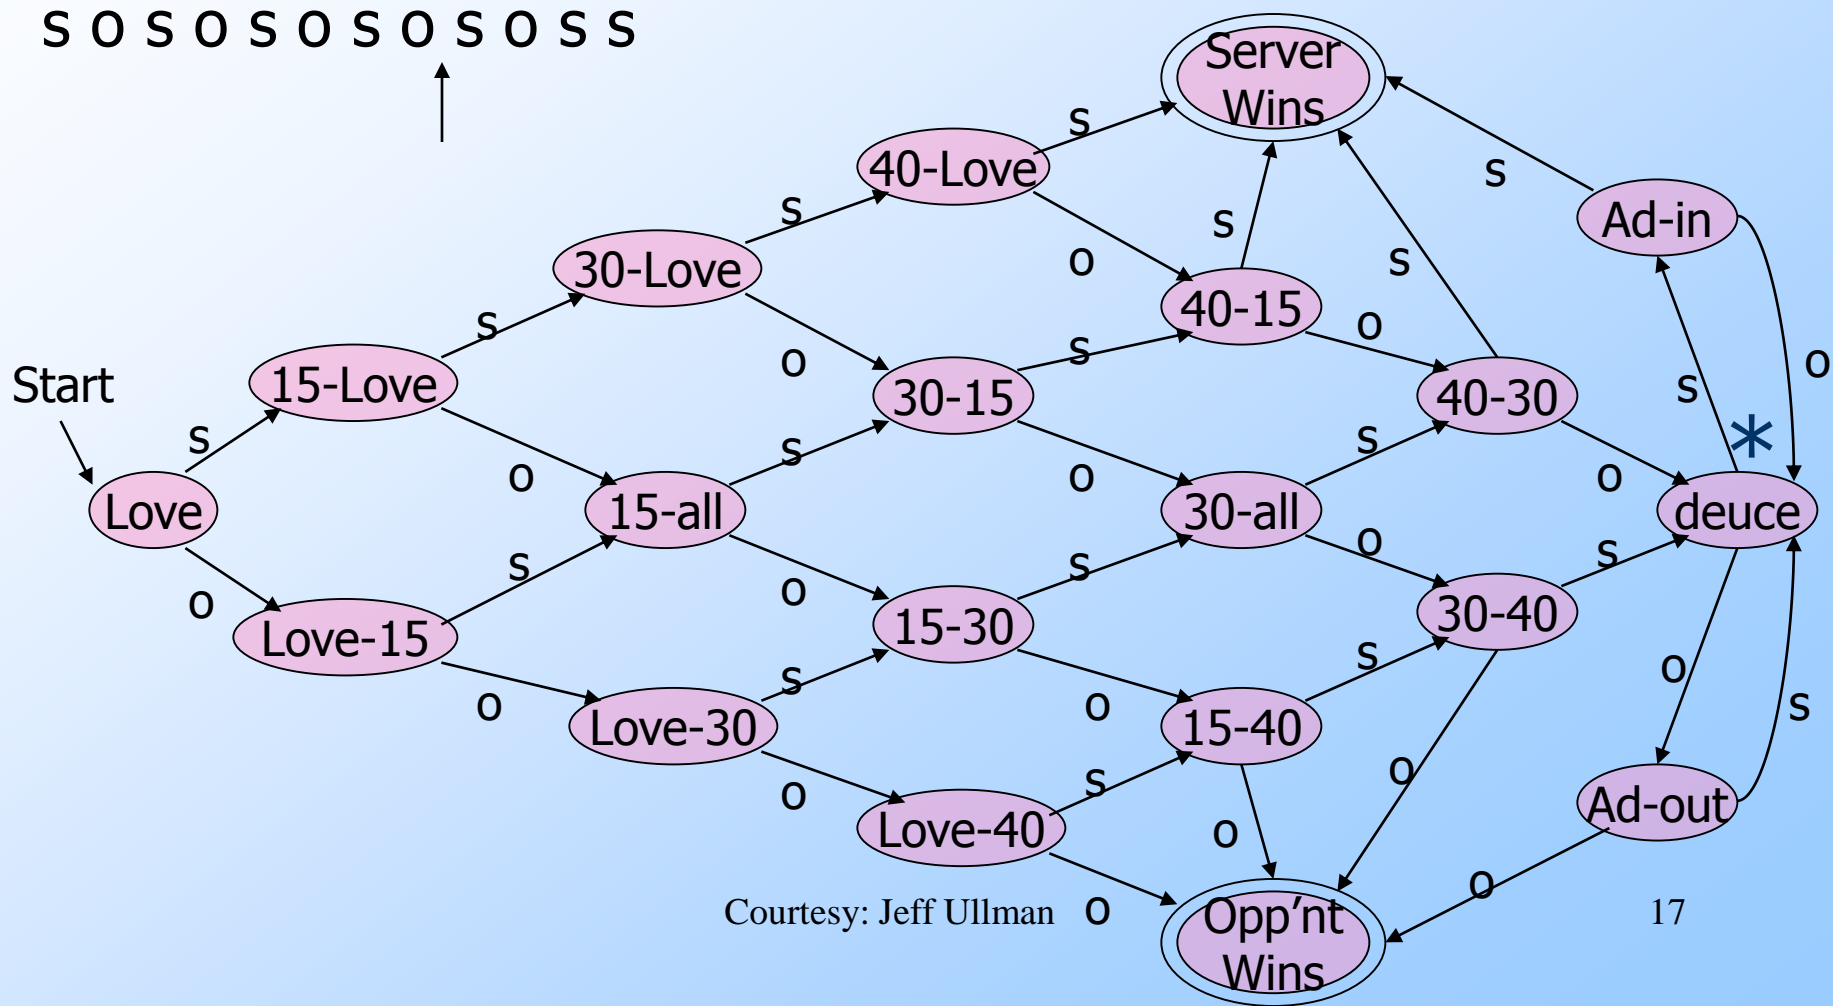 s o s o s o s o s o s s
Server
Wins
s
40-Love
s
s
Ad-in
s
30-Love
s
o
s
40-15
s
o
o
s
15-Love
o
s
30-15
40-30
s
Start
s
*
o
s
o
s
o
Love
15-all
30-all
deuce
o
s
s
o
s
o
15-30
30-40
Love-15
s
s
o
o
o
s
Love-30
15-40
o
s
o
Ad-out
Love-40
o
o
Courtesy: Jeff Ullman
o
Opp'nt
Wins
17